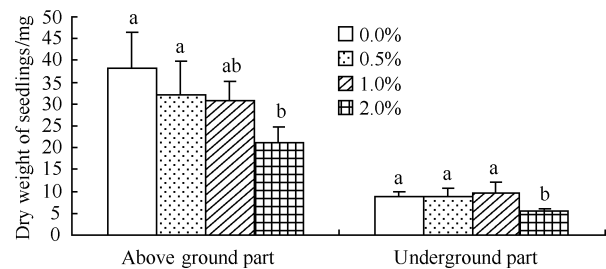 Dry weight of seedlings/mg
50
45
40
35
30
25
20
15
10
5
0
a
a
ab
b
a
a
a
b
0.0%
0.5%
1.0%
2.0%
Above ground part
Underground part